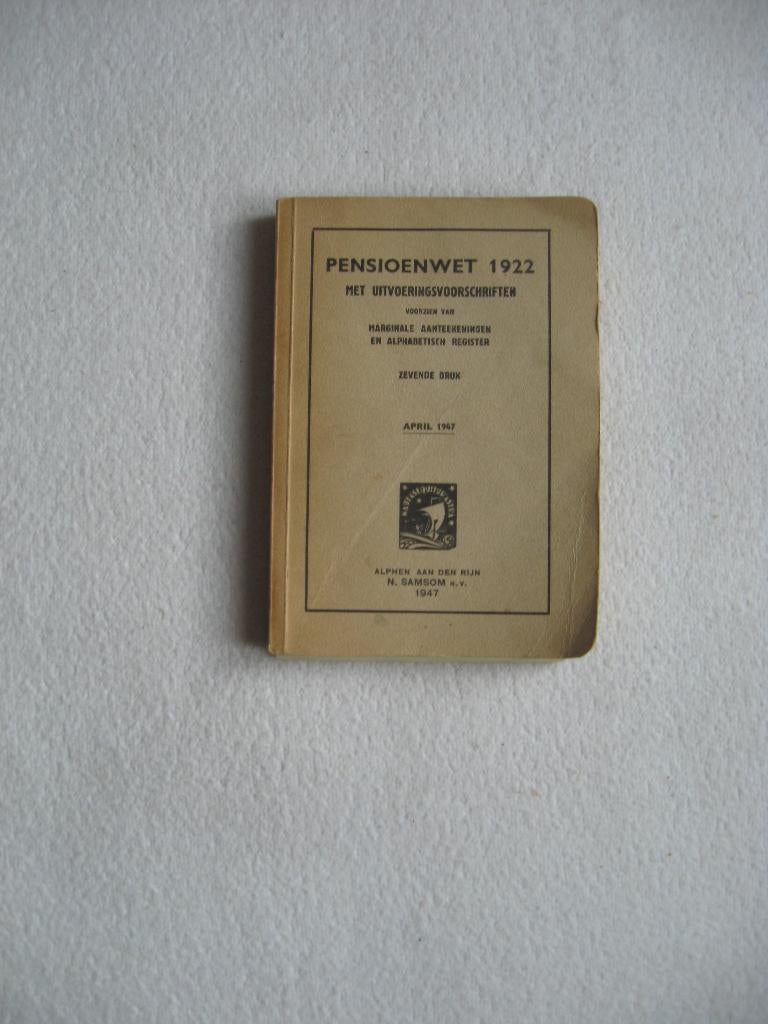 PENSIOENWET 1922
MET UITVOERINGSVOORSCHRIFTEN
VOORZIEN VAN
MARGINALE AANTEEKENINGEN
EN ALPHABETISCH REGISTER
ZEVENDE DRUK
APRIL 1947
ALPHEN AAN DEN RIJN
N. SAMSOM N.V.
1947